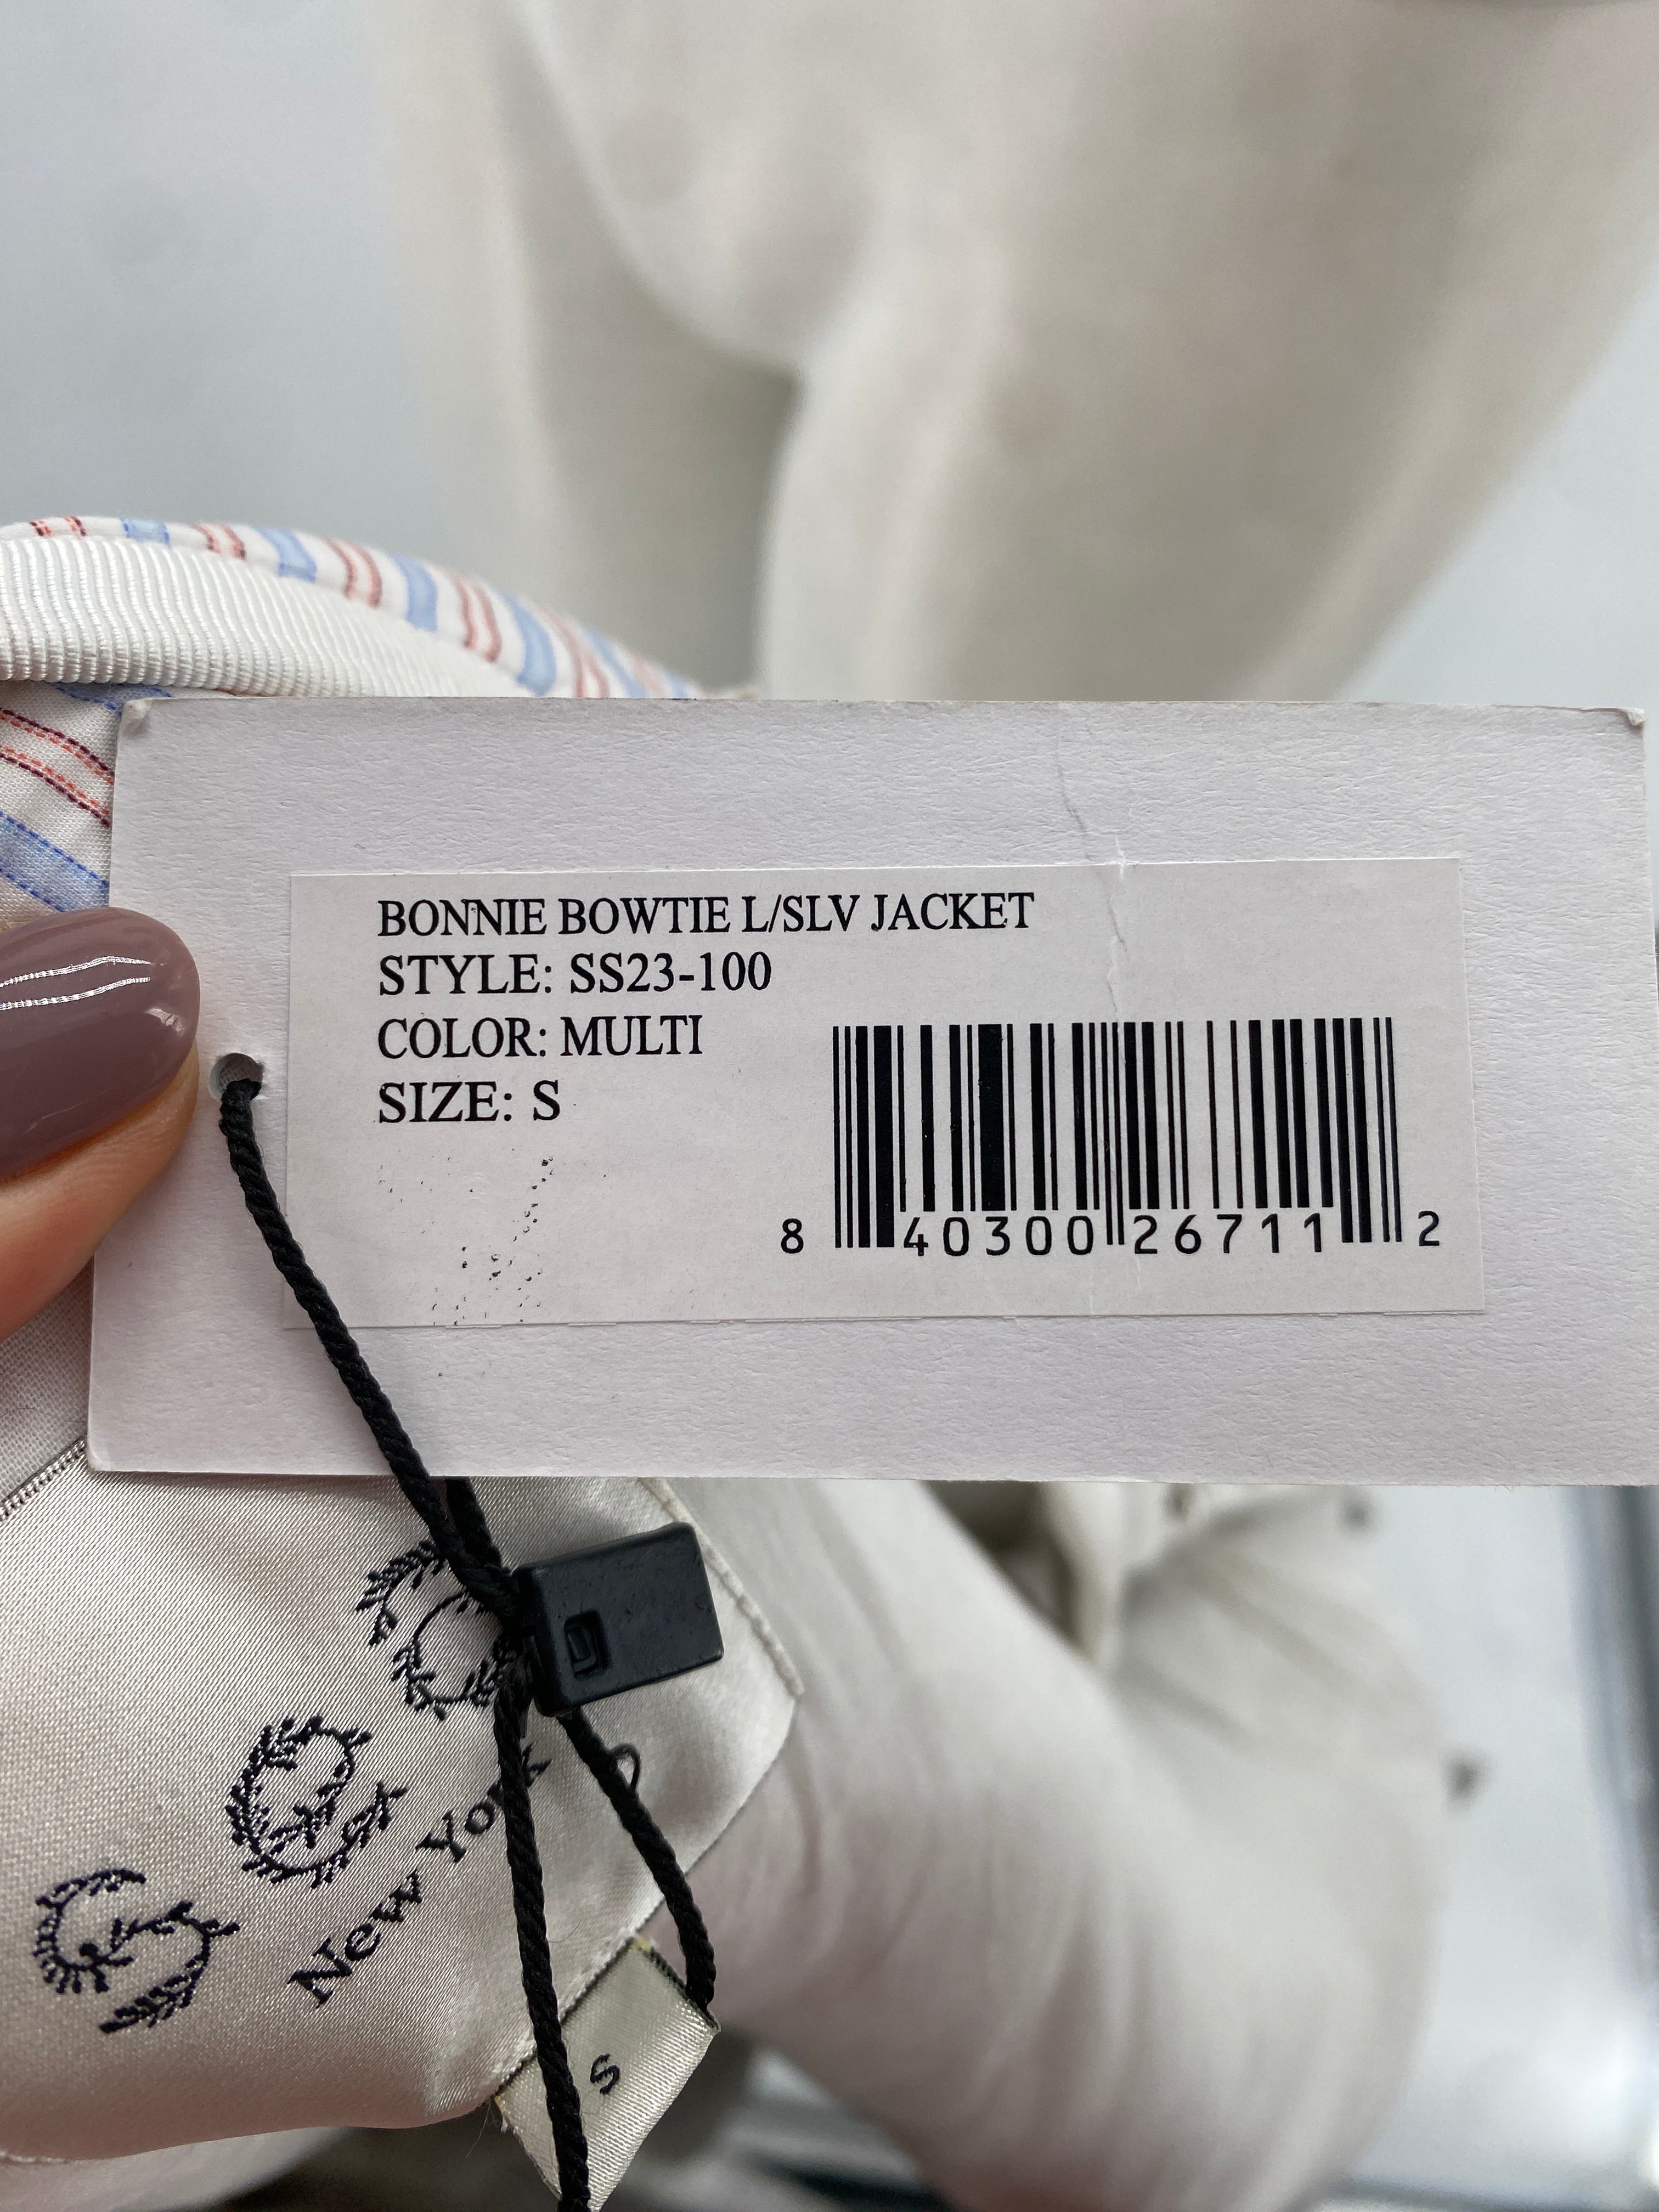 BONNIE BOWTIE L/SLV JACKET
STYLE: SS23-100
COLOR: MULTI
SIZE: S
8 40300 26711 2
New York
S